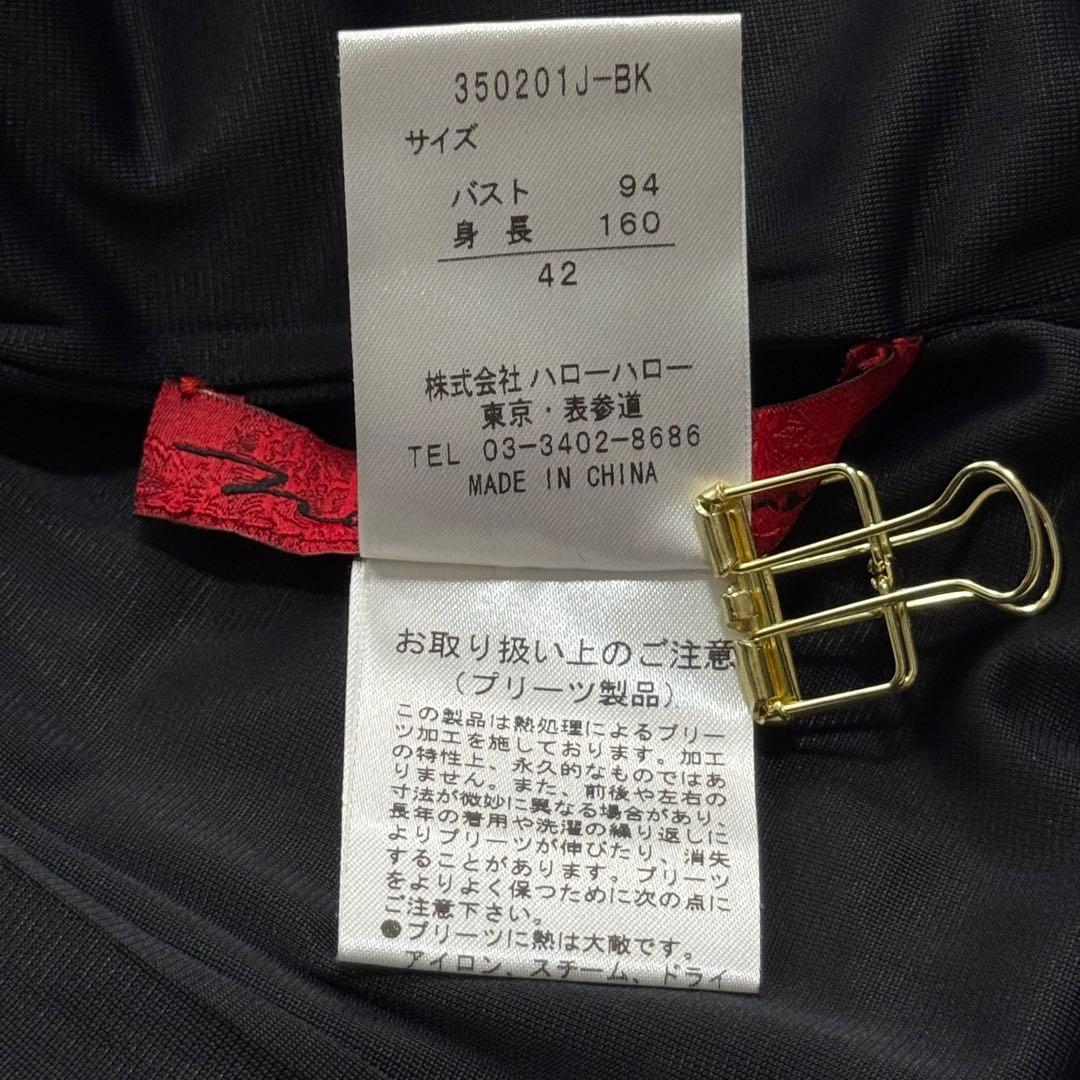 350201J-BK
サイズ
バスト 94
身長 160
42
株式会社 ハローハロー
東京・表参道
TEL 03-3402-8686
MADE IN CHINA
お取り扱い上のご注意
（プリーツ製品）
この製品は熱処理によるプリー
ツ加工を施しております。加工
の特性上、永久的なものではあ
りません。また、前後や左右の
寸法が微妙に異なる場合があり、
長年の着用や洗濯の繰り返しに
よりプリーツが伸びたり、消失
することがあります。プリーツ
をよりよく保つために次の点に
ご注意下さい。
●プリーツに熱は大敵です。
アイロン、スチーム、ドライ